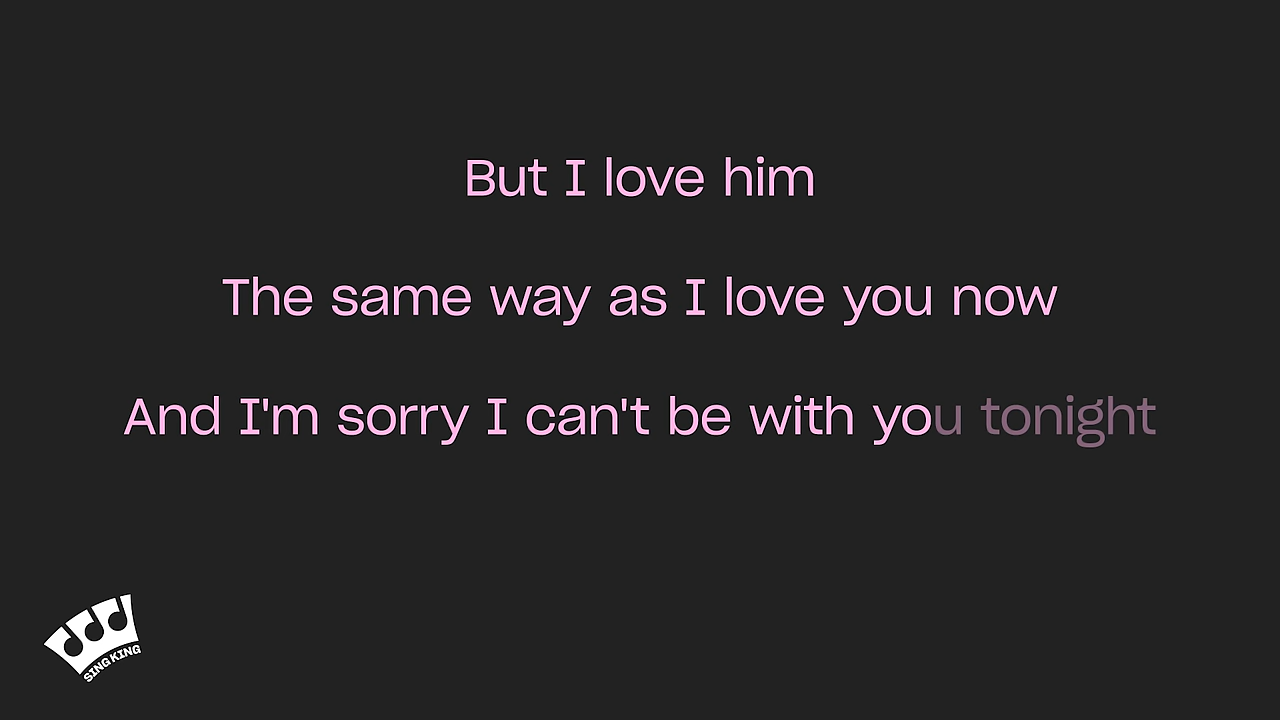 But I love him
The same way as I love you now
And I'm sorry I can't be with you tonight
SING KING